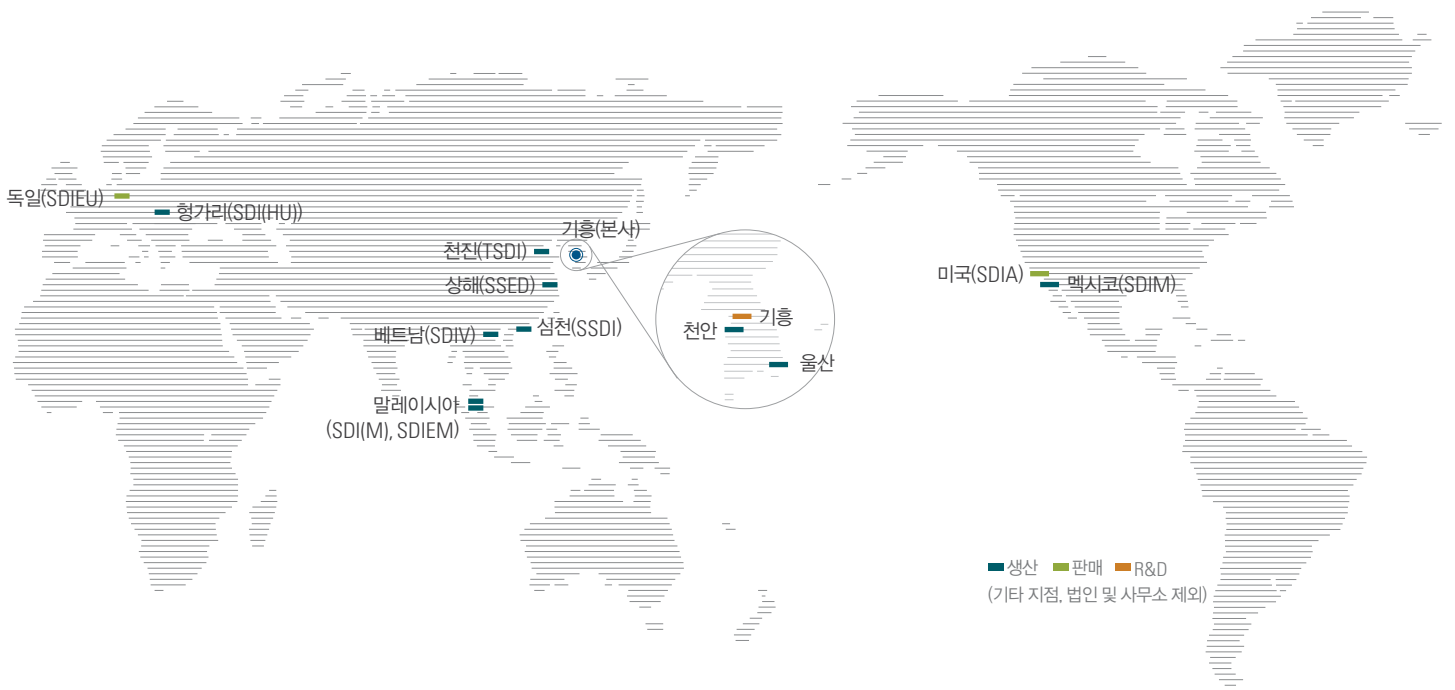 독일(SDIEU)
헝가리(SDI(HU))
기흥(본사)
천진(TSDI)
상해(SSED)
베트남(SDIV)
심천(SSDI)
말레이시아
(SDI(M), SDIEM)
기흥
천안
울산
미국(SDIA)
멕시코(SDIM)
생산 판매 R&D
(기타 지점, 법인 및 사무소 제외)